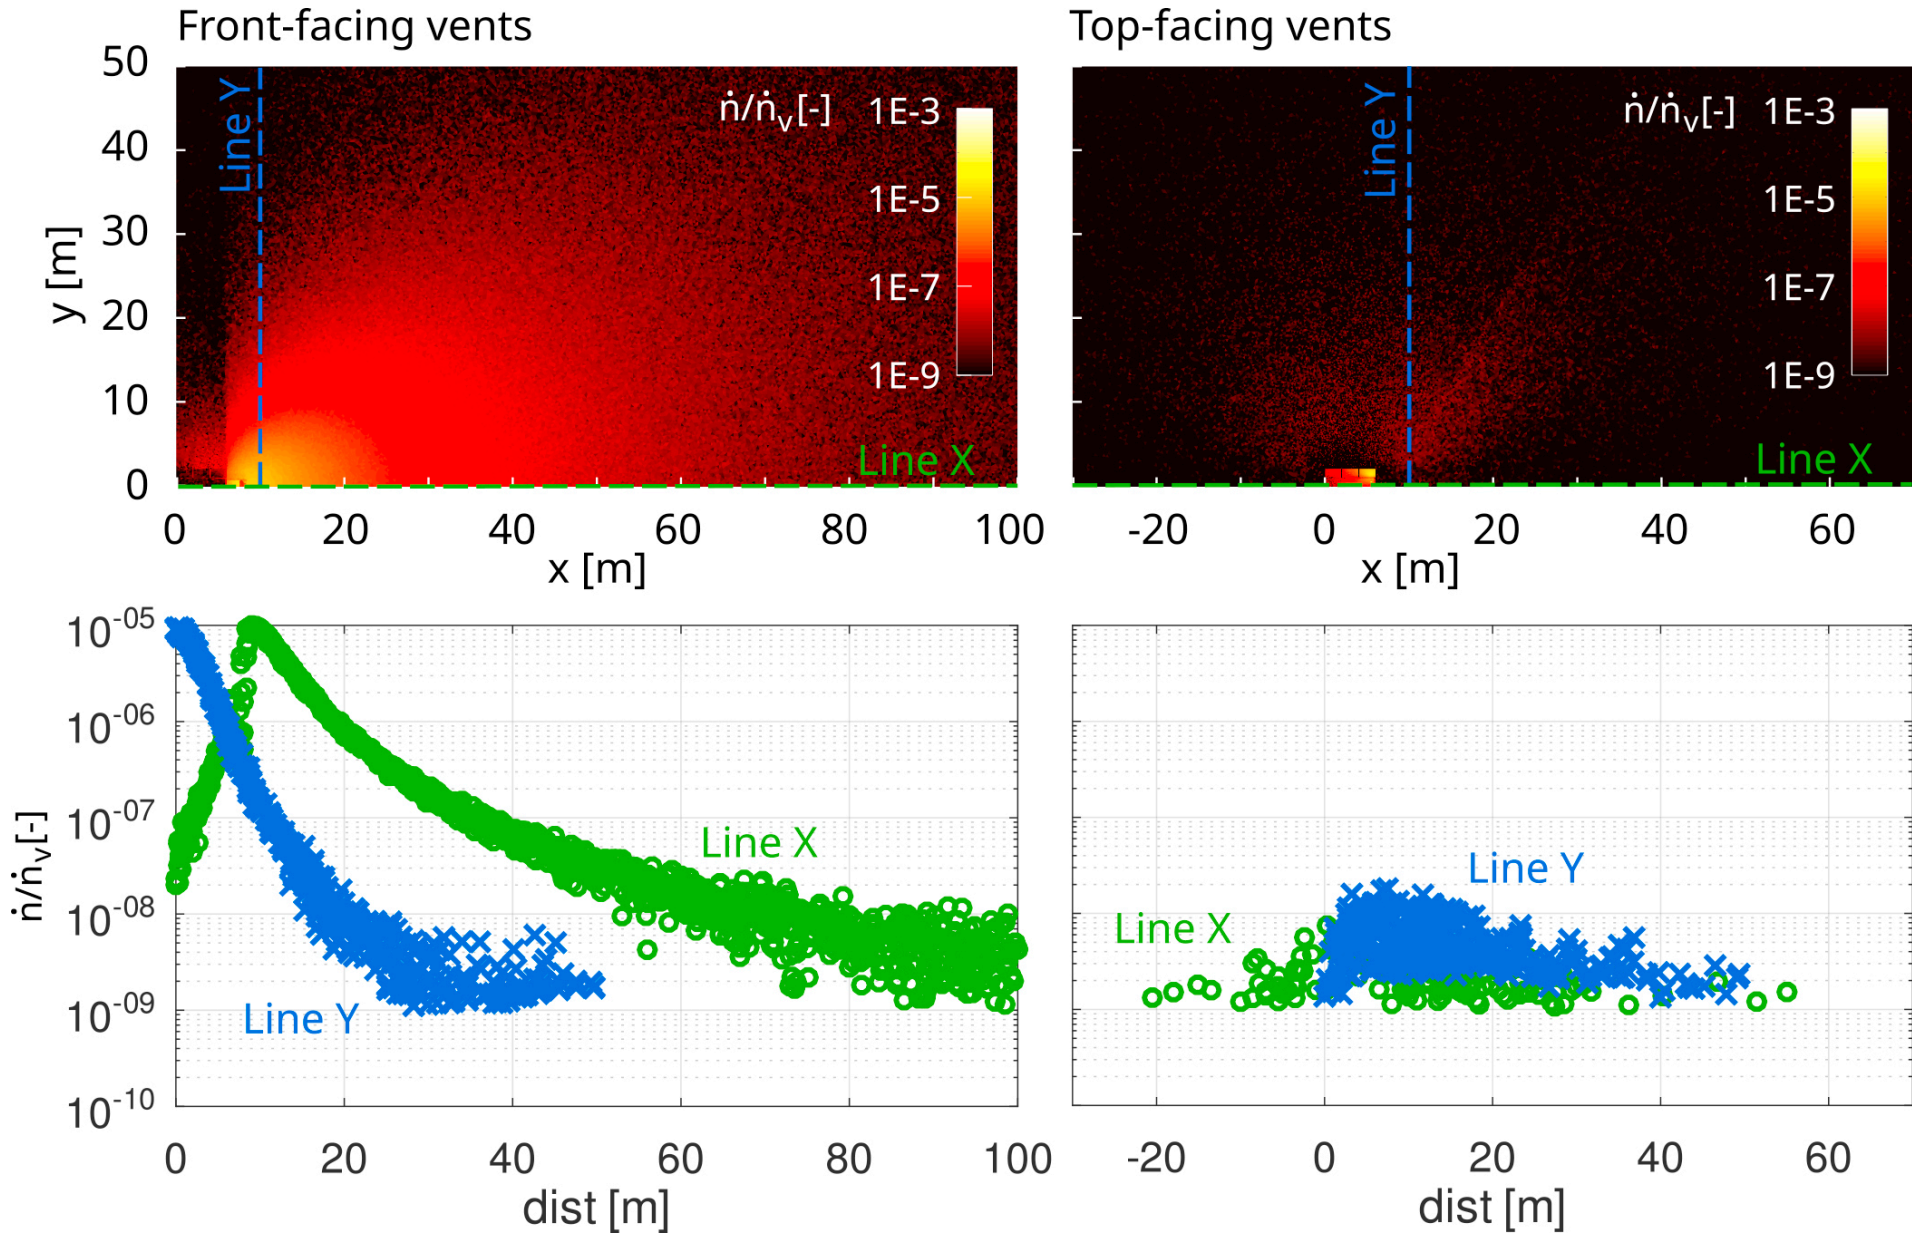 Front-facing vents
Top-facing vents
50
40
30
20
10
0
y [m]
Line Y
ṅ/ṅv[-]
1E-3
1E-5
1E-7
1E-9
Line X
0 20 40 60 80 100
x [m]
Line Y
ṅ/ṅv[-]
1E-3
1E-5
1E-7
1E-9
Line X
-20 0 20 40 60
x [m]
10-05
10-06
10-07
10-08
10-09
10-10
ṅ/ṅv[-]
Line X
Line Y
0 20 40 60 80 100
dist [m]
Line Y
Line X
-20 0 20 40 60
dist [m]